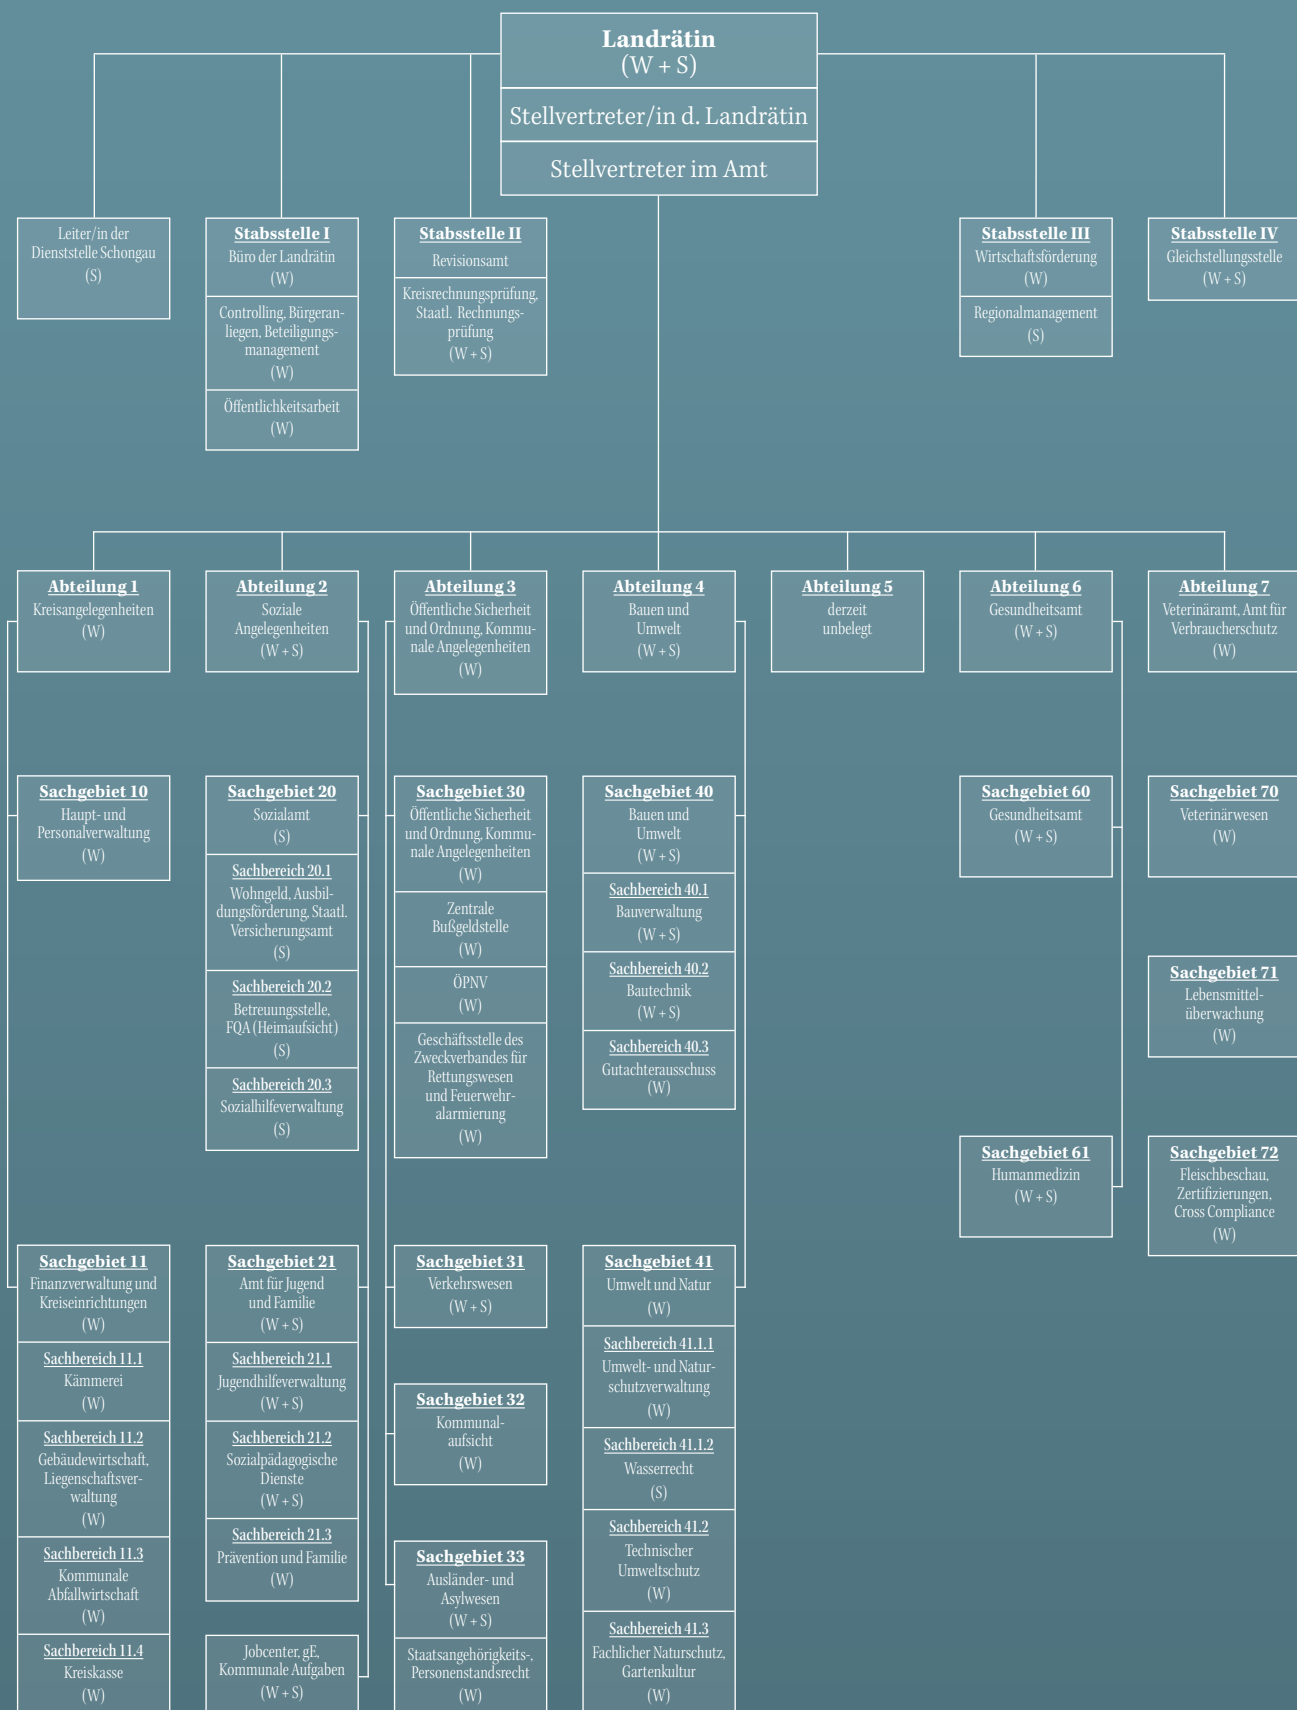 Landrätin
(W + S)
Stellvertreter/in d. Landrätin
Stellvertreter im Amt
Leiter/in der
Dienststelle Schongau
(S)
Stabsstelle I
Büro der Landrätin
(W)
Controlling, Bürgeran-
liegen, Beteiligungs-
management
(W)
Öffentlichkeitsarbeit
(W)
Stabsstelle II
Revisionsamt
Kreisrechnungsprüfung,
Staatl. Rechnungs-
prüfung
(W + S)
Stabsstelle III
Wirtschaftsförderung
(W)
Regionalmanagement
(S)
Stabsstelle IV
Gleichstellungsstelle
(W + S)
Abteilung 1
Kreisangelegenheiten
(W)
Abteilung 2
Soziale
Angelegenheiten
(W + S)
Abteilung 3
Öffentliche Sicherheit
und Ordnung, Kommu-
nale Angelegenheiten
(W)
Abteilung 4
Bauen und
Umwelt
(W + S)
Abteilung 5
derzeit
unbelegt
Abteilung 6
Gesundheitsamt
(W + S)
Abteilung 7
Veterinäramt, Amt für
Verbraucherschutz
(W)
Sachgebiet 10
Haupt- und
Personalverwaltung
(W)
Sachgebiet 20
Sozialamt
(S)
Sachbereich 20.1
Wohngeld, Ausbil-
dungsförderung, Staatl.
Versicherungsamt
(S)
Sachbereich 20.2
Betreuungsstelle,
FQA (Heimaufsicht)
(S)
Sachbereich 20.3
Sozialhilfeverwaltung
(S)
Sachgebiet 30
Öffentliche Sicherheit
und Ordnung, Kommu-
nale Angelegenheiten
(W)
Zentrale
Bußgeldstelle
(W)
ÖPNV
(W)
Geschäftsstelle des
Zweckverbandes für
Rettungswesen
und Feuerwehr-
alarmierung
(W)
Sachgebiet 40
Bauen und
Umwelt
(W + S)
Sachbereich 40.1
Bauverwaltung
(W + S)
Sachbereich 40.2
Bautechnik
(W + S)
Sachbereich 40.3
Gutachterausschuss
(W)
Sachgebiet 60
Gesundheitsamt
(W + S)
Sachgebiet 70
Veterinärwesen
(W)
Sachgebiet 71
Lebensmittel-
überwachung
(W)
Sachgebiet 61
Humanmedizin
(W + S)
Sachgebiet 72
Fleischbeschau,
Zertifizierungen,
Cross Compliance
(W)
Sachgebiet 11
Finanzverwaltung und
Kreiseinrichtungen
(W)
Sachbereich 11.1
Kämmerei
(W)
Sachbereich 11.2
Gebäudewirtschaft,
Liegenschaftsver-
waltung
(W)
Sachbereich 11.3
Kommunale
Abfallwirtschaft
(W)
Sachbereich 11.4
Kreiskasse
(W)
Sachgebiet 21
Amt für Jugend
und Familie
(W + S)
Sachbereich 21.1
Jugendhilfeverwaltung
(W + S)
Sachbereich 21.2
Sozialpädagogische
Dienste
(W + S)
Sachbereich 21.3
Prävention und Familie
(W)
Jobcenter, gE,
Kommunale Aufgaben
(W + S)
Sachgebiet 31
Verkehrswesen
(W + S)
Sachgebiet 32
Kommunal-
aufsicht
(W)
Sachgebiet 33
Ausländer- und
Asylwesen
(W + S)
Staatsangehörigkeits-,
Personenstandsrecht
(W)
Sachgebiet 41
Umwelt und Natur
(W)
Sachbereich 41.1.1
Umwelt- und Natur-
schutzverwaltung
(W)
Sachbereich 41.1.2
Wasserrecht
(S)
Sachbereich 41.2
Technischer
Umweltschutz
(W)
Sachbereich 41.3
Fachlicher Naturschutz,
Gartenkultur
(W)